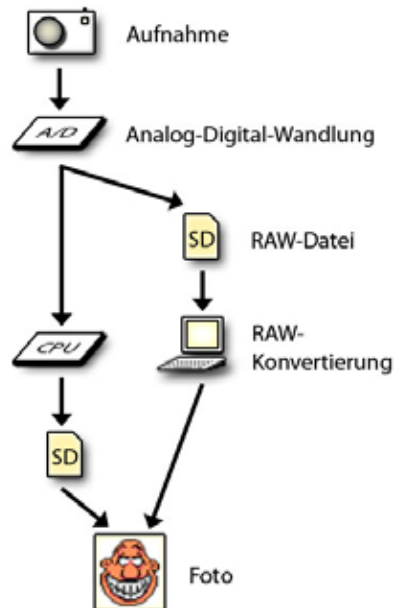 Aufnahme
A/D
Analog-Digital-Wandlung
SD
RAW-Datei
CPU
RAW-
Konvertierung
SD
Foto